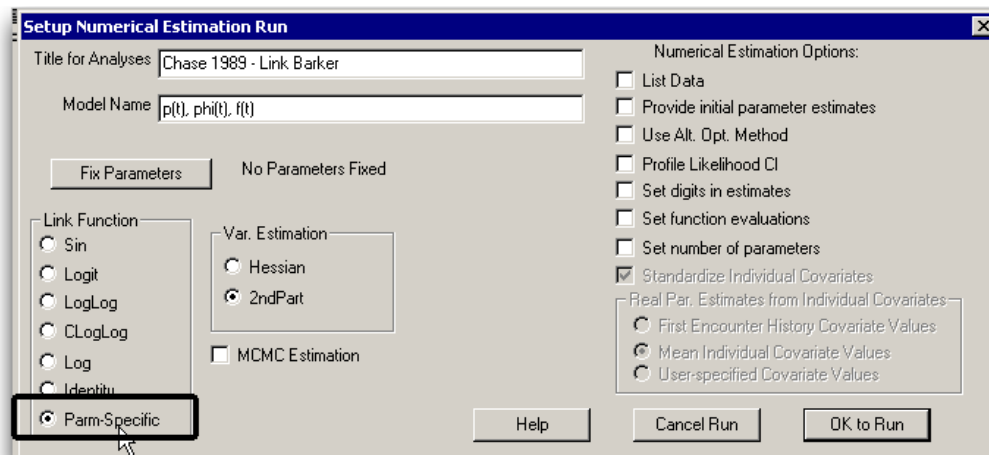 Setup Numerical Estimation Run
Title for Analyses Chase 1989 - Link Barker
Model Name p(t), phi(t), f(t)
Fix Parameters No Parameters Fixed
Link Function
Sin
Logit
LogLog
CLogLog
Log
Identity
Parm-Specific
Var. Estimation
Hessian
2ndPart
MCMC Estimation
Numerical Estimation Options:
List Data
Provide initial parameter estimates
Use Alt. Opt. Method
Profile Likelihood CI
Set digits in estimates
Set function evaluations
Set number of parameters
Standardize Individual Covariates
Real Par. Estimates from Individual Covariates
First Encounter History Covariate Values
Mean Individual Covariate Values
User-specified Covariate Values
Help
Cancel Run
OK to Run